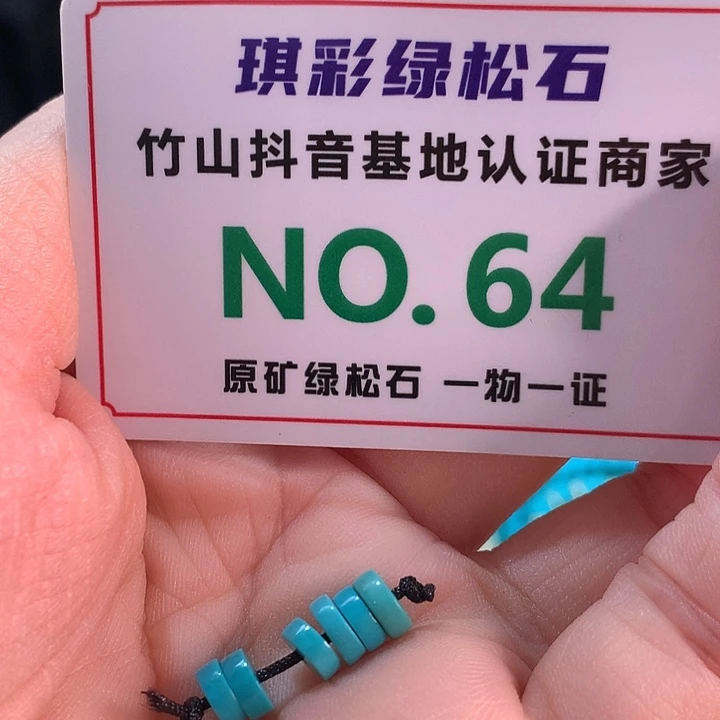 琪彩绿松石
竹山抖音基地认证商家
NO. 64
原矿绿松石 一物一证